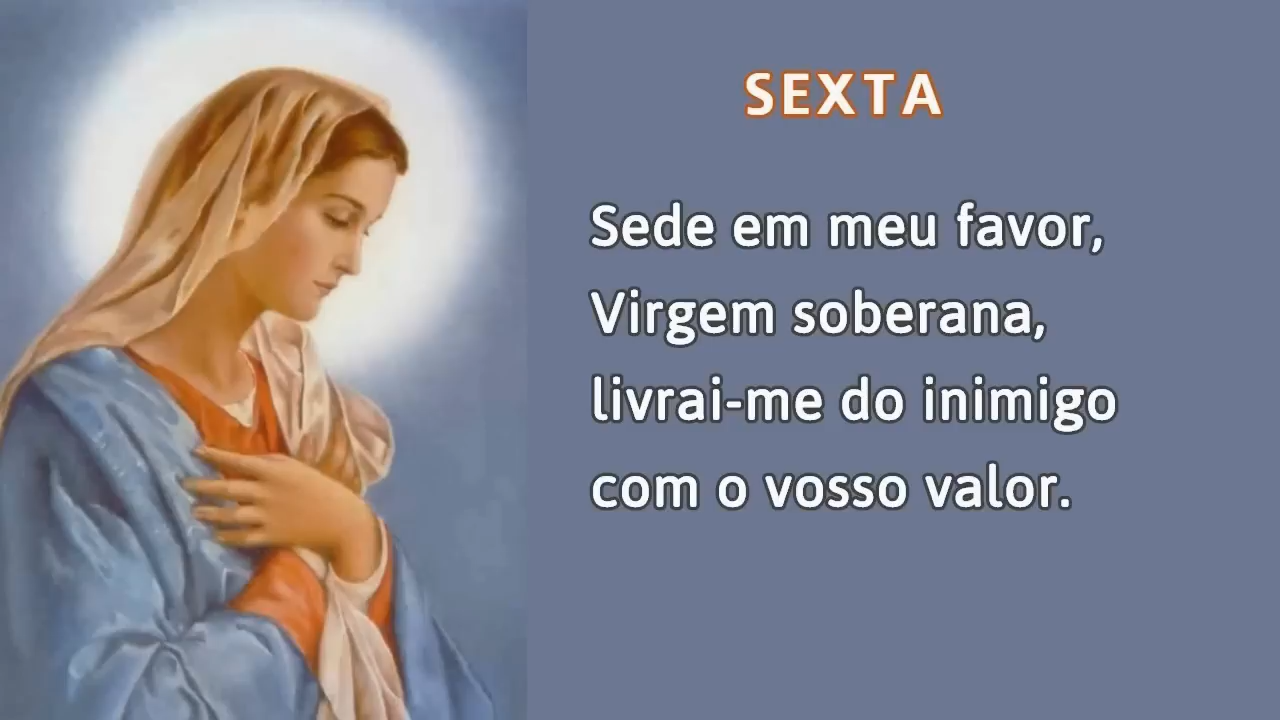 SEXTA
Sede em meu favor,
Virgem soberana,
livrai-me do inimigo
com o vosso valor.